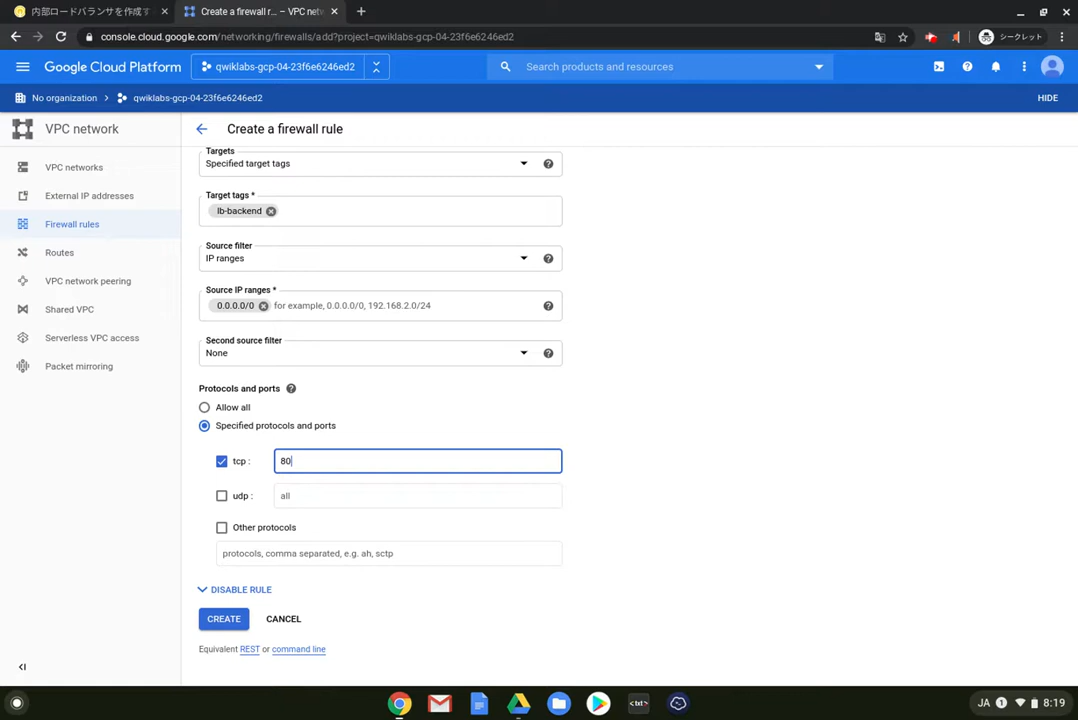 内部ロードバランサを作成す
Create a firewall r... – VPC netw
console.cloud.google.com/networking/firewalls/add?project=qwiklabs-gcp-04-23f6e6246ed2
シークレット
Google Cloud Platform
qwiklabs-gcp-04-23f6e6246ed2
Search products and resources
No organization
qwiklabs-gcp-04-23f6e6246ed2
HIDE
VPC network
Create a firewall rule
VPC networks
External IP addresses
Firewall rules
Routes
VPC network peering
Shared VPC
Serverless VPC access
Packet mirroring
Targets
Specified target tags
Target tags *
lb-backend
Source filter
IP ranges
Source IP ranges *
0.0.0.0/0 for example, 0.0.0.0/0, 192.168.2.0/24
Second source filter
None
Protocols and ports
Allow all
Specified protocols and ports
tcp : 80
udp : all
Other protocols
protocols, comma separated, e.g. ah, sctp
DISABLE RULE
CREATE CANCEL
Equivalent REST or command line
<txt>
JA 1 8:19